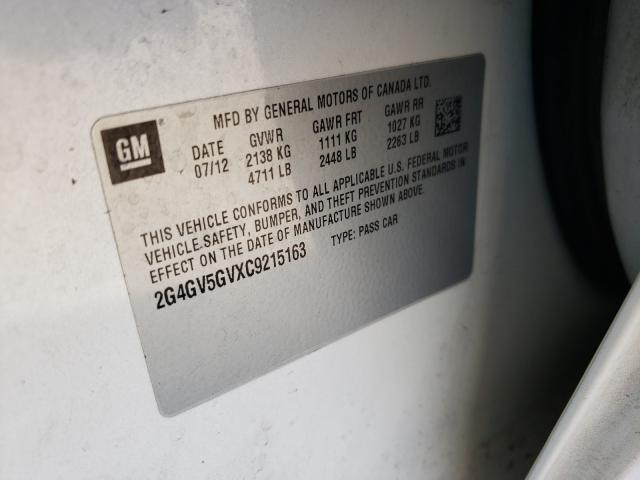 MFD BY GENERAL MOTORS OF CANADA LTD.
GM
DATE GVWR GAWR FRT GAWR RR
07/12 2138 KG 1111 KG 1027 KG
4711 LB 2448 LB 2263 LB
THIS VEHICLE CONFORMS TO ALL APPLICABLE U.S. FEDERAL MOTOR
VEHICLE SAFETY, BUMPER, AND THEFT PREVENTION STANDARDS IN
EFFECT ON THE DATE OF MANUFACTURE SHOWN ABOVE.
2G4GV5GVXC9215163 TYPE: PASS CAR